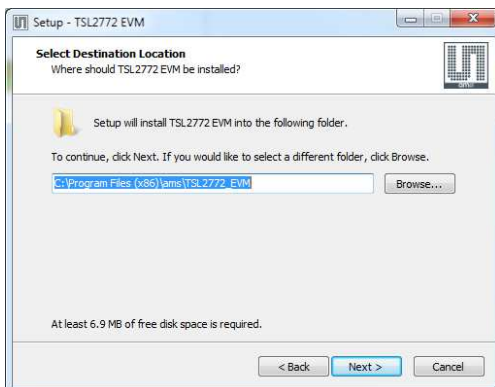 Setup - TSL2772 EVM
Select Destination Location
Where should TSL2772 EVM be installed?
am
Setup will install TSL2772 EVM into the following folder.
To continue, click Next. If you would like to select a different folder, click Browse.
C:\Program Files (x86)\ams\TSL2772_EVM
Browse...
At least 6.9 MB of free disk space is required.
< Back
Next >
Cancel